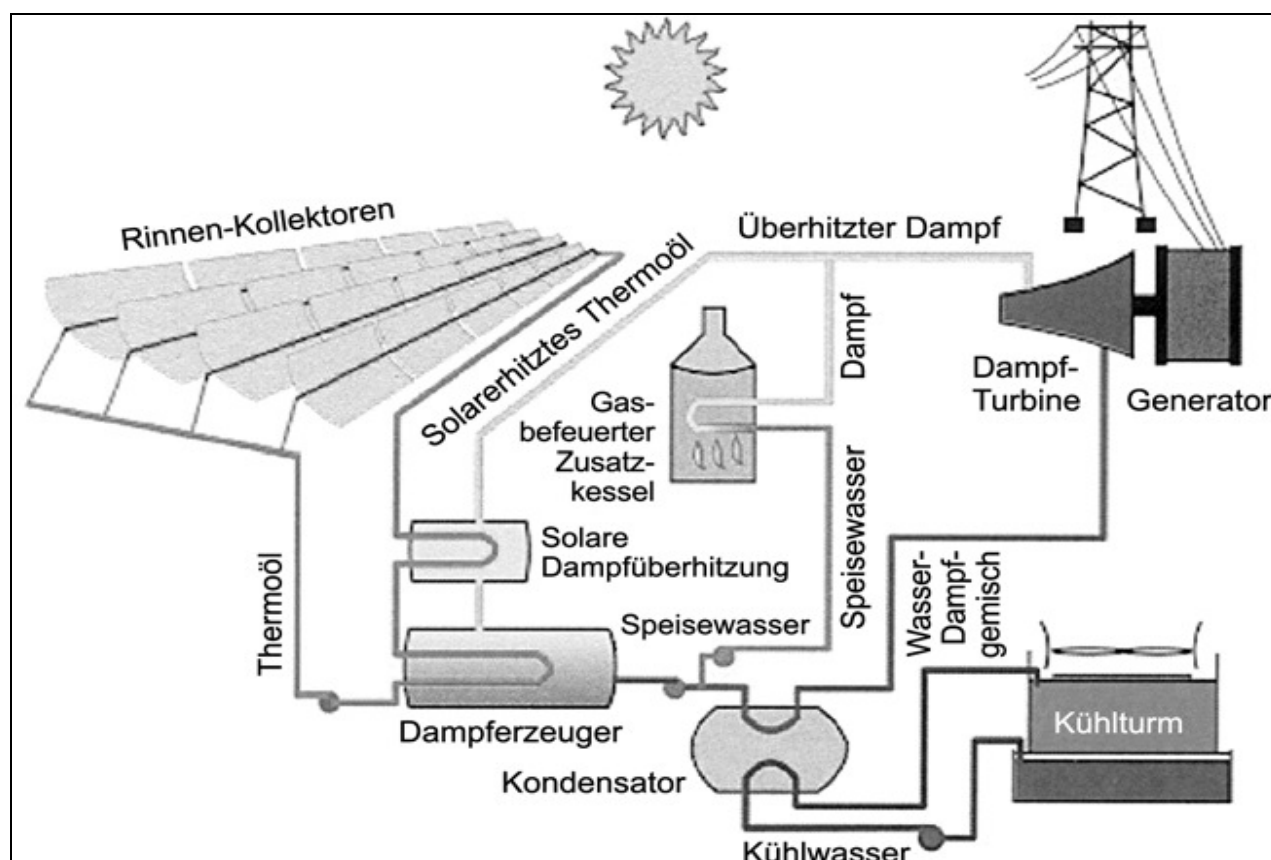 Rinnen-Kollektoren
Solarerhitztes Thermoöl
Überhitzter Dampf
Dampf
Gas-
befeuerter
Zusatz-
kessel
Dampf-
Turbine
Generator
Thermoöl
Solare
Dampfüberhitzung
Speisewasser
Speisewasser
Wasser-
Dampf-
gemisch
Dampferzeuger
Kondensator
Kühlturm
Kühlwasser